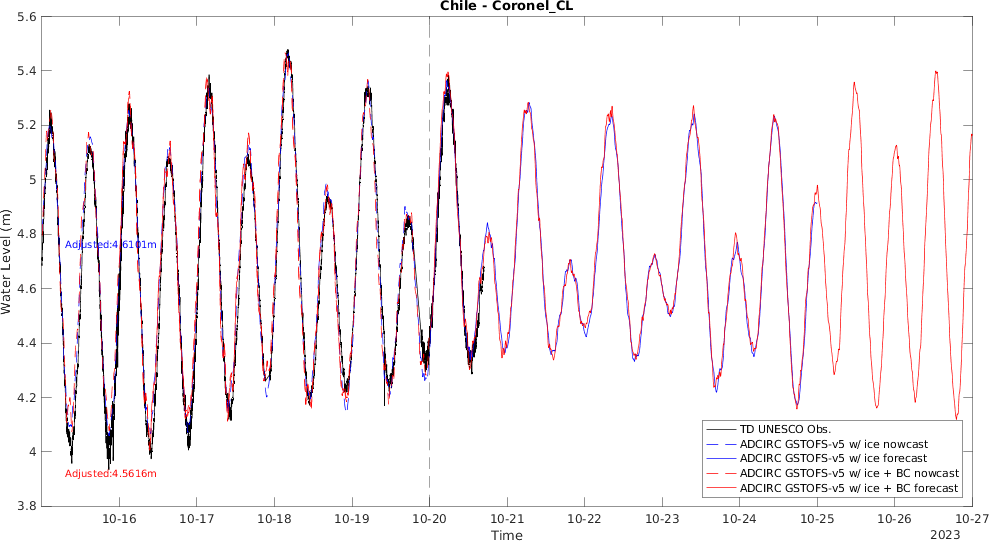 Chile - Coronel_CL
5.6
5.4
5.2
5
4.8
4.6
4.4
4.2
4
3.8
Water Level (m)
Adjusted:4.6101m
Adjusted:4.5616m
TD UNESCO Obs.
ADCIRC GSTOFS-v5 w/ ice nowcast
ADCIRC GSTOFS-v5 w/ ice forecast
ADCIRC GSTOFS-v5 w/ ice + BC nowcast
ADCIRC GSTOFS-v5 w/ ice + BC forecast
10-16 10-17 10-18 10-19 10-20 10-21 10-22 10-23 10-24 10-25 10-26 10-27
Time
2023